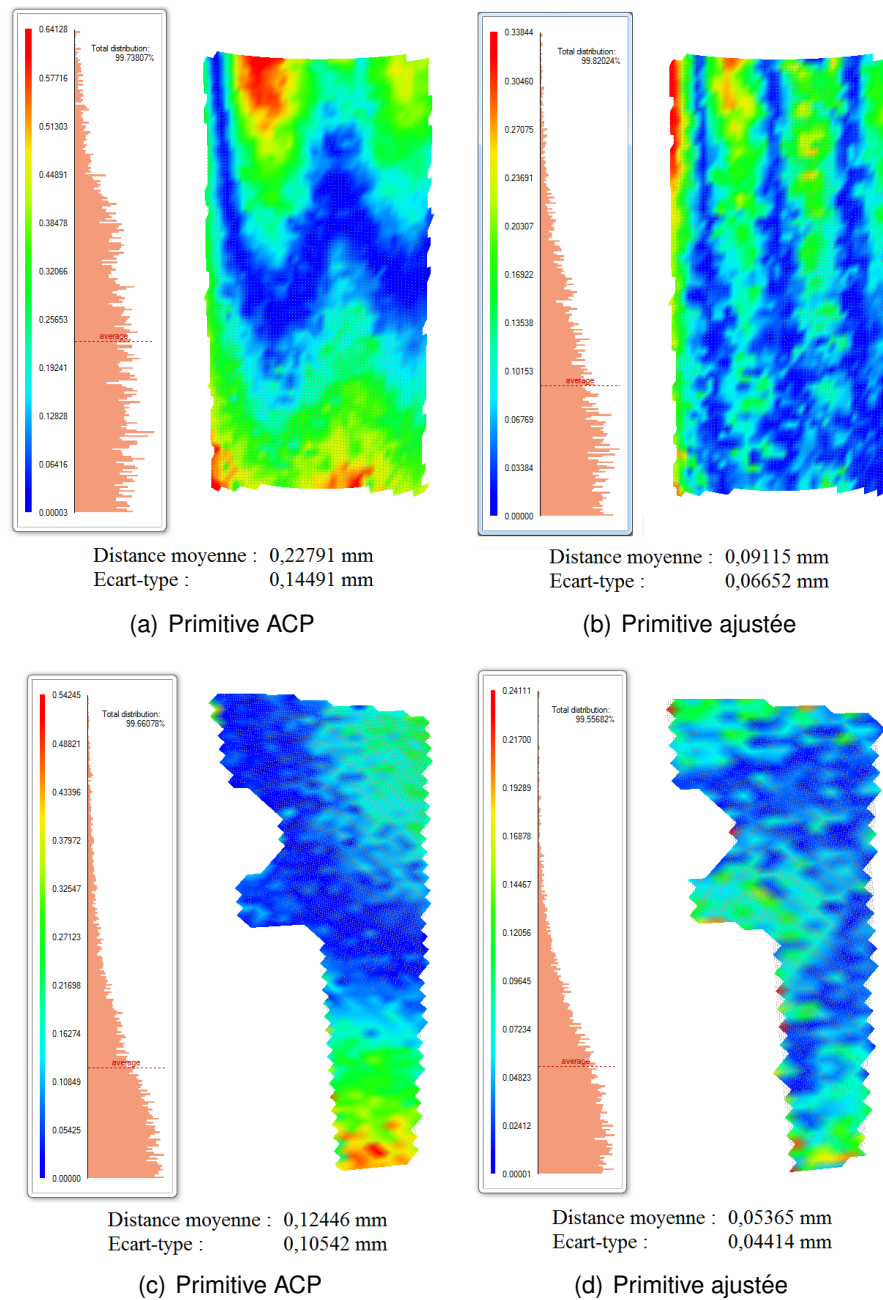 0.64128
0.57716
0.51303
0.44891
0.38478
0.32066
0.25653
0.19241
0.12828
0.06416
0.00003
Total distribution:
99.73807%
average
0.33844
0.30460
0.27075
0.23691
0.20307
0.16922
0.13538
0.10153
0.06769
0.03384
0.00000
Total distribution:
99.82024%
average
Distance moyenne : 0,22791 mm
Ecart-type : 0,14491 mm
Distance moyenne : 0,09115 mm
Ecart-type : 0,06652 mm
(a) Primitive ACP
(b) Primitive ajustée
0.54245
0.48821
0.43396
0.37972
0.32547
0.27123
0.21698
0.16274
0.10849
0.05425
0.00000
Total distribution:
99.66078%
average
0.24111
0.21700
0.19289
0.16878
0.14467
0.12056
0.09645
0.07234
0.04823
0.02412
0.00001
Total distribution:
99.55682%
average
Distance moyenne : 0,12446 mm
Ecart-type : 0,10542 mm
Distance moyenne : 0,05365 mm
Ecart-type : 0,04414 mm
(c) Primitive ACP
(d) Primitive ajustée